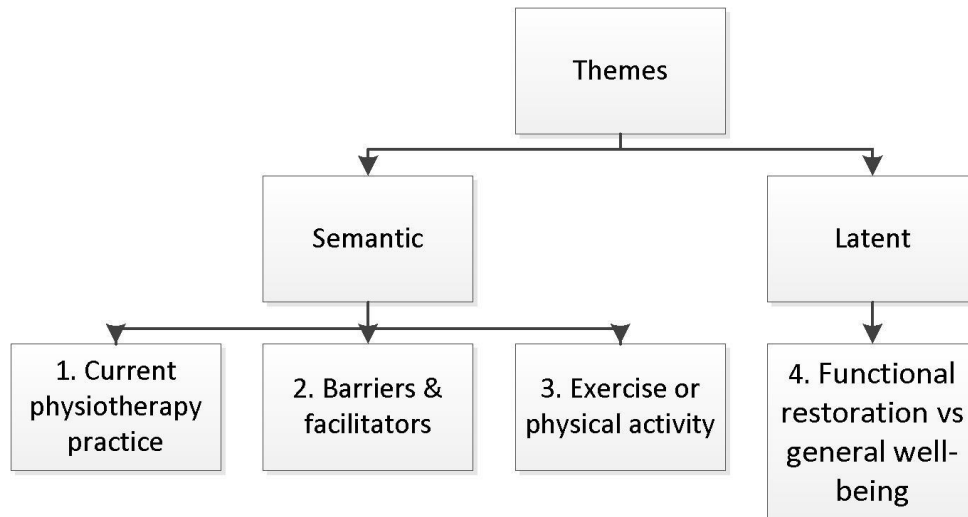 Themes
Semantic
Latent
1. Current
physiotherapy
practice
2. Barriers &
facilitators
3. Exercise or
physical activity
4. Functional
restoration vs
general well-
being